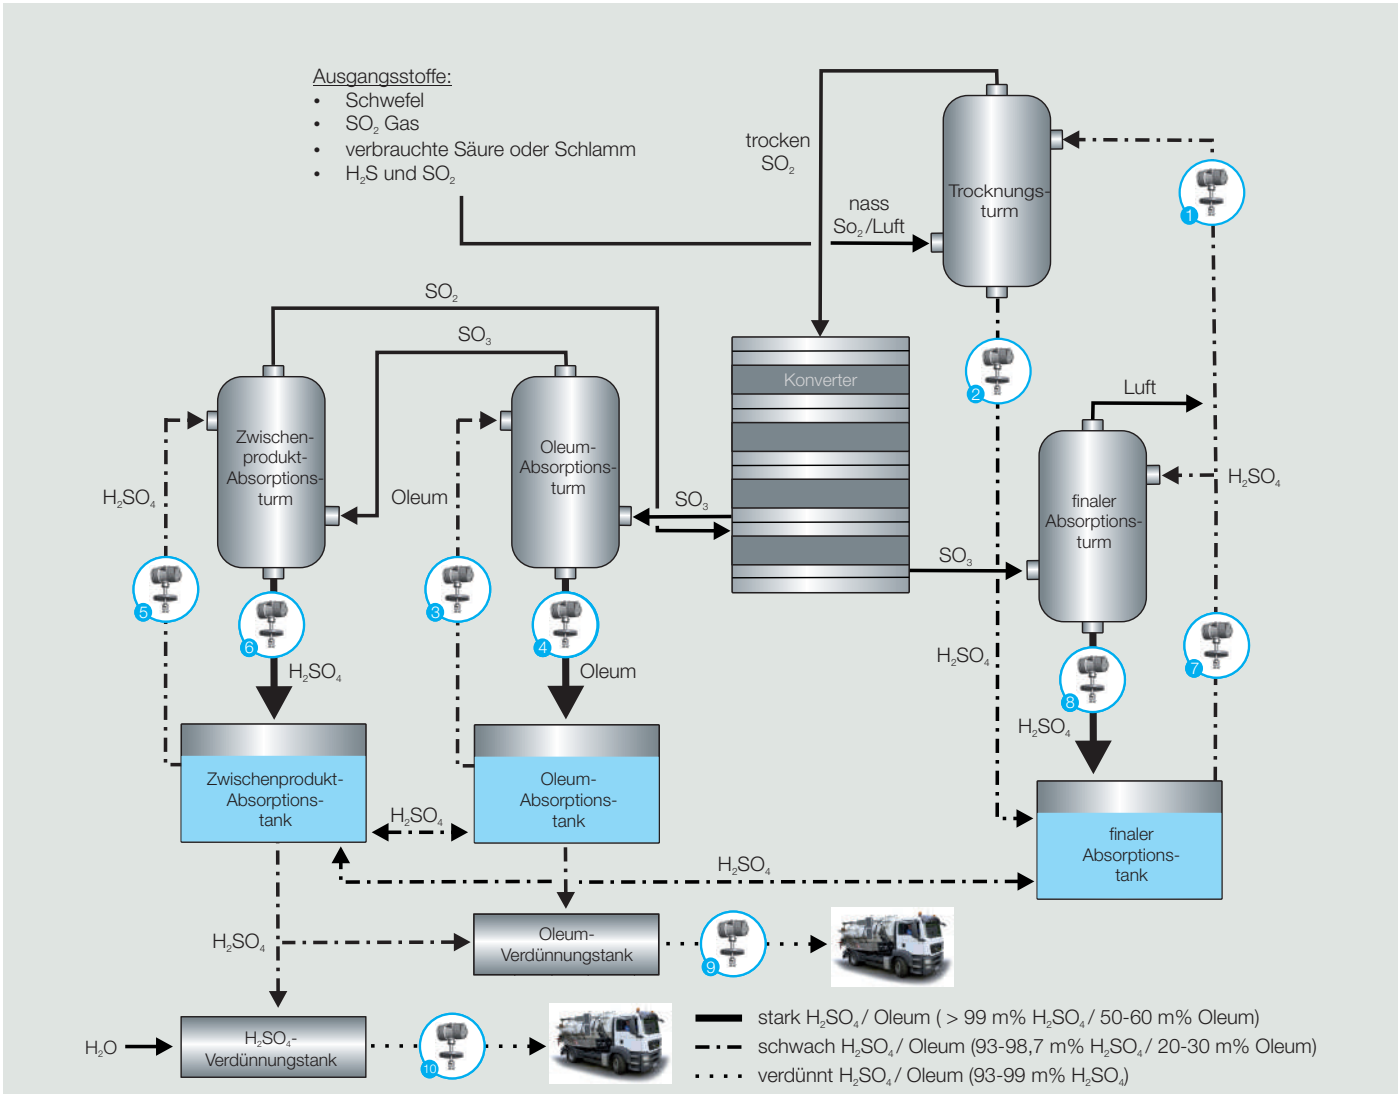 Ausgangsstoffe:
• Schwefel
• SO₂ Gas
• verbrauchte Säure oder Schlamm
• H₂S und SO₂
trocken
SO₂
nass
So₂/Luft
Trocknungs-
turm
1
SO₂
SO₃
Konverter
2
Luft
Zwischen-
produkt-
Absorptions-
turm
Oleum-
Absorptions-
turm
H₂SO₄
Oleum
SO₃
finaler
Absorptions-
turm
H₂SO₄
SO₃
5
6
3
4
7
8
H₂SO₄
Oleum
H₂SO₄
H₂SO₄
Zwischenprodukt-
Absorptions-
tank
Oleum-
Absorptions-
tank
H₂SO₄
finaler
Absorptions-
tank
H₂SO₄
H₂SO₄
Oleum-
Verdünnungstank
9
H₂O
H₂SO₄-
Verdünnungstank
10
stark H₂SO₄ / Oleum ( > 99 m% H₂SO₄ / 50-60 m% Oleum)
schwach H₂SO₄ / Oleum (93-98,7 m% H₂SO₄ / 20-30 m% Oleum)
verdünnt H₂SO₄ / Oleum (93-99 m% H₂SO₄)